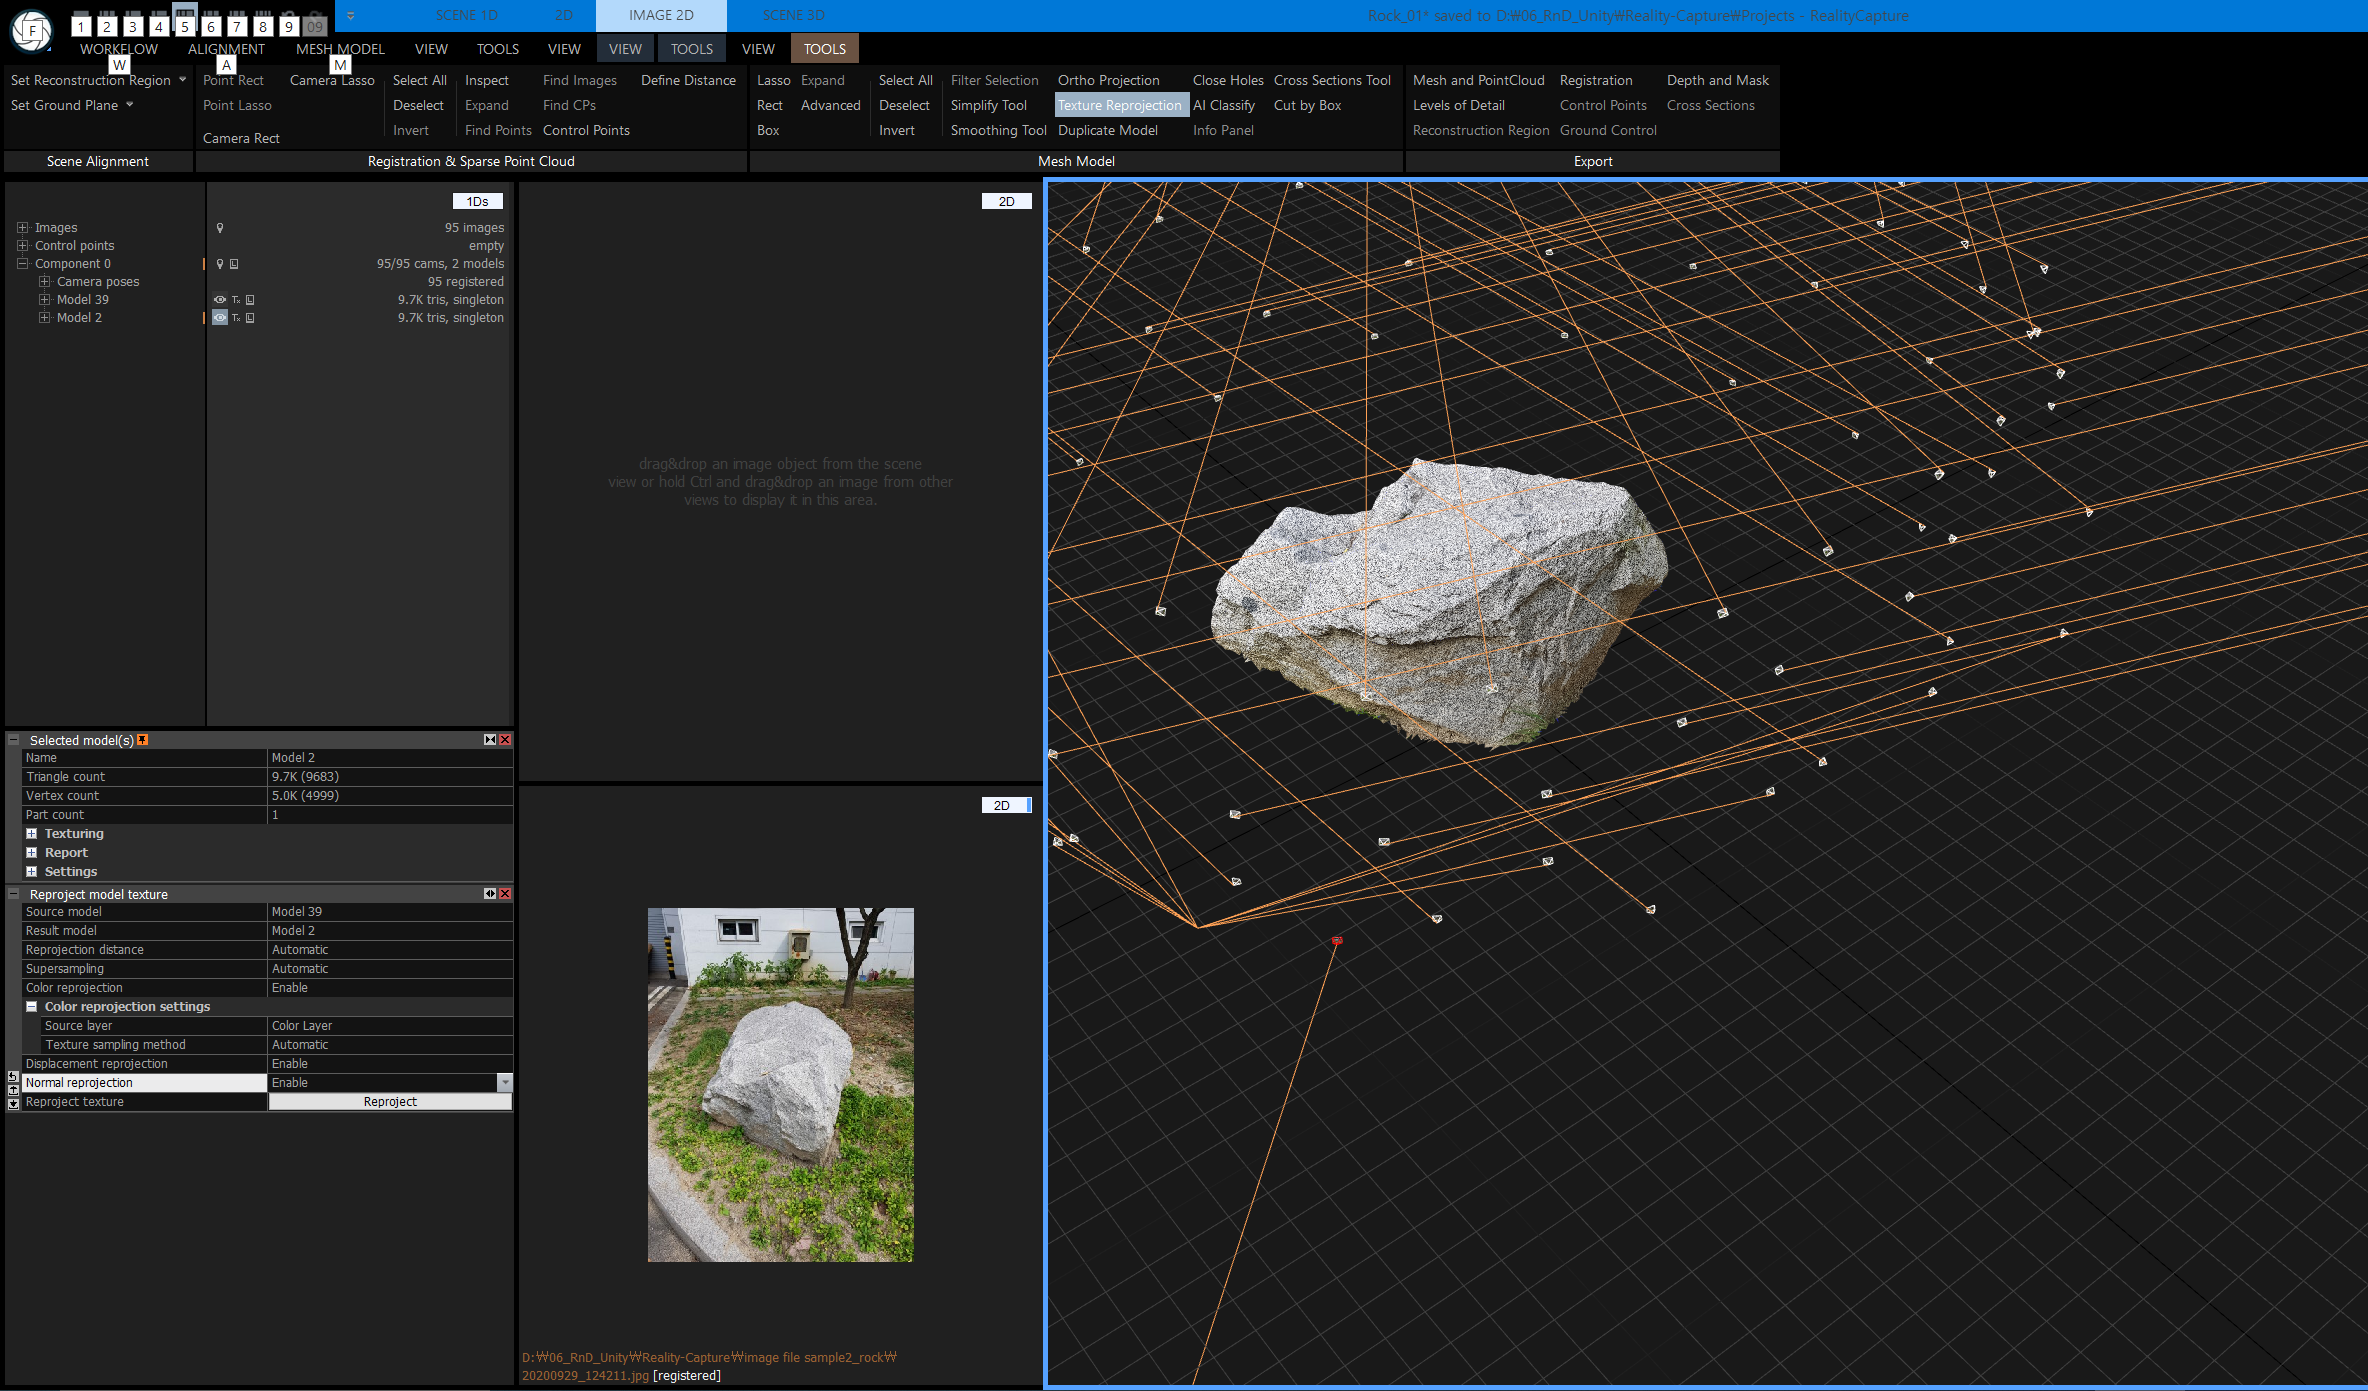 SCENE 1D 2D IMAGE 2D SCENE 3D Rock_01* saved to D:₩06_RnD_Unity₩Reality-Capture₩Projects - RealityCapture
F 1 2 3 4 5 6 7 8 9 09
WORKFLOW ALIGNMENT MESH MODEL VIEW TOOLS VIEW VIEW TOOLS VIEW TOOLS
W A M
Set Reconstruction Region Point Rect Camera Lasso Select All Inspect Find Images Define Distance Lasso Expand Select All Filter Selection Ortho Projection Close Holes Cross Sections Tool Mesh and PointCloud Registration Depth and Mask
Set Ground Plane Point Lasso Deselect Expand Find CPs Rect Advanced Deselect Simplify Tool Texture Reprojection AI Classify Cut by Box Levels of Detail Control Points Cross Sections
Camera Rect Invert Find Points Control Points Box Invert Smoothing Tool Duplicate Model Info Panel Reconstruction Region Ground Control
Scene Alignment Registration & Sparse Point Cloud Mesh Model Export
1Ds
Images 95 images
Control points empty
Component 0 95/95 cams, 2 models
Camera poses 95 registered
Model 39 9.7K tris, singleton
Model 2 9.7K tris, singleton
2D
drag&drop an image object from the scene
view or hold Ctrl and drag&drop an image from other
views to display it in this area.
Selected model(s)
Name Model 2
Triangle count 9.7K (9683)
Vertex count 5.0K (4999)
Part count 1
Texturing
Report
Settings
Reproject model texture
Source model Model 39
Result model Model 2
Reprojection distance Automatic
Supersampling Automatic
Color reprojection Enable
Color reprojection settings
Source layer Color Layer
Texture sampling method Automatic
Displacement reprojection Enable
Normal reprojection Enable
Reproject texture Reproject
2D
D:₩06_RnD_Unity₩Reality-Capture₩image file sample2_rock₩
20200929_124211.jpg [registered]